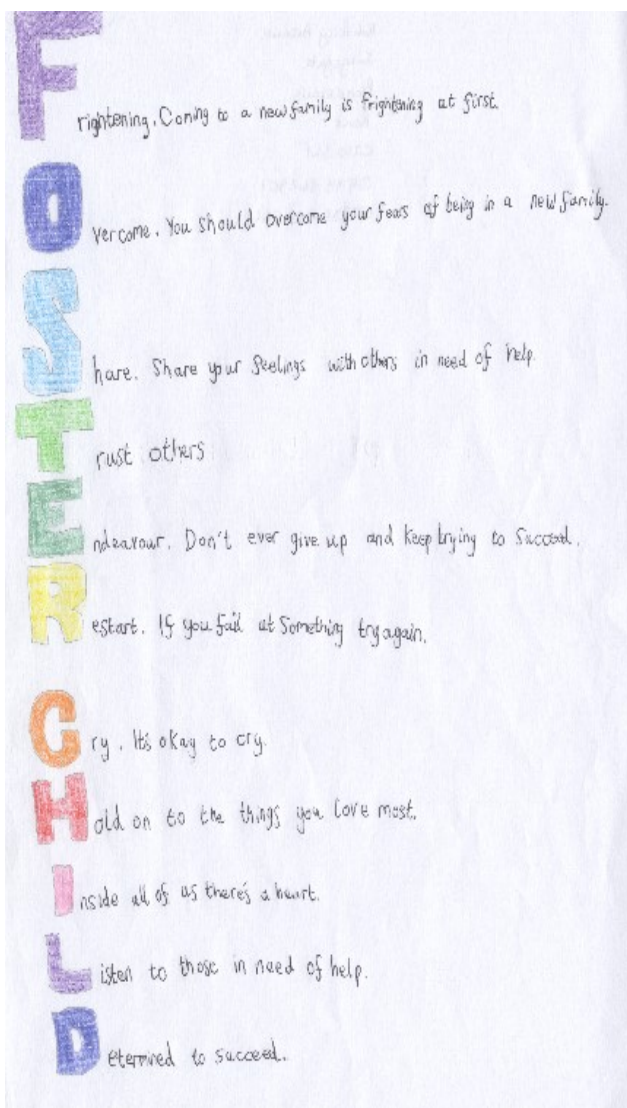 Frightening. Coming to a new family is frightening at first.
Overcome. You should overcome your fears of being in a new family.
Share. Share your feelings with others in need of help.
Trust others
Endeavour. Don't ever give up and keep trying to succeed.
Restart. If you fail at something try again.
Cry. It's okay to cry.
Hold on to the things you love most.
Inside all of us there's a heart.
Listen to those in need of help.
Determined to succeed.